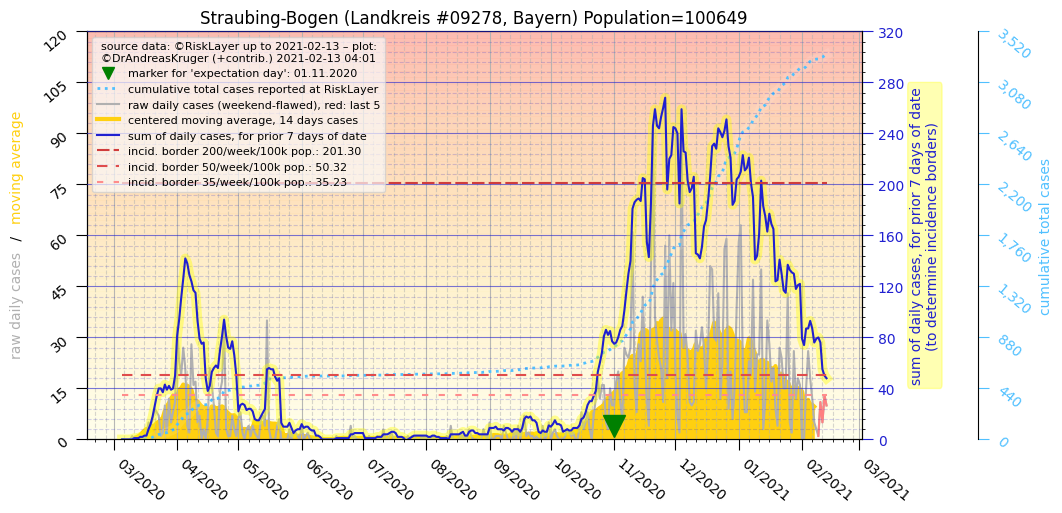 Straubing-Bogen (Landkreis #09278, Bayern) Population=100649
source data: ©RiskLayer up to 2021-02-13 – plot:
©DrAndreasKruger (+contrib.) 2021-02-13 04:01
marker for 'expectation day': 01.11.2020
cumulative total cases reported at RiskLayer
raw daily cases (weekend-flawed), red: last 5
centered moving average, 14 days cases
sum of daily cases, for prior 7 days of date
incid. border 200/week/100k pop.: 201.30
incid. border 50/week/100k pop.: 50.32
incid. border 35/week/100k pop.: 35.23
raw daily cases / moving average
120
105
90
75
60
45
30
15
0
320
280
240
200
160
120
80
40
0
sum of daily cases, for prior 7 days of date
(to determine incidence borders)
3,520
3,080
2,640
2,200
1,760
1,320
880
440
0
cumulative total cases
03/2020
04/2020
05/2020
06/2020
07/2020
08/2020
09/2020
10/2020
11/2020
12/2020
01/2021
02/2021
03/2021